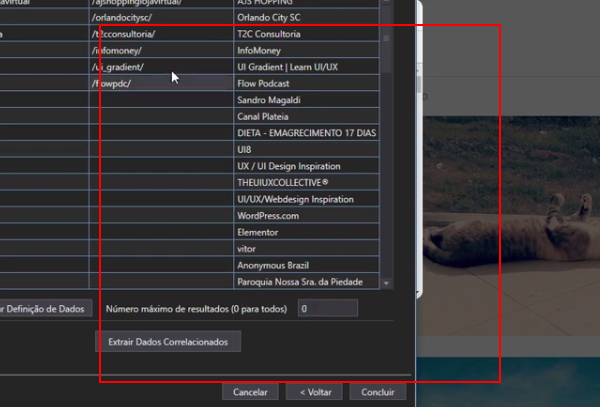 /ajshoppinglojavirtual/ AJS HOPPING
/orlandocitysc/ Orlando City SC
/t2cconsultoria/ T2C Consultoria
/infomoney/ InfoMoney
/ui_gradient/ UI Gradient | Learn UI/UX
/flowpdc/ Flow Podcast
Sandro Magaldi
Canal Plateia
DIETA - EMAGRECIMENTO 17 DIAS
UI8
UX / UI Design Inspiration
THEUIUXCOLLECTIVE®
UI/UX/Webdesign Inspiration
WordPress.com
Elementor
vitor
Anonymous Brazil
Paroquia Nossa Sra. da Piedade
Definição de Dados Número máximo de resultados (0 para todos) 0
Extrair Dados Correlacionados
Cancelar < Voltar Concluir